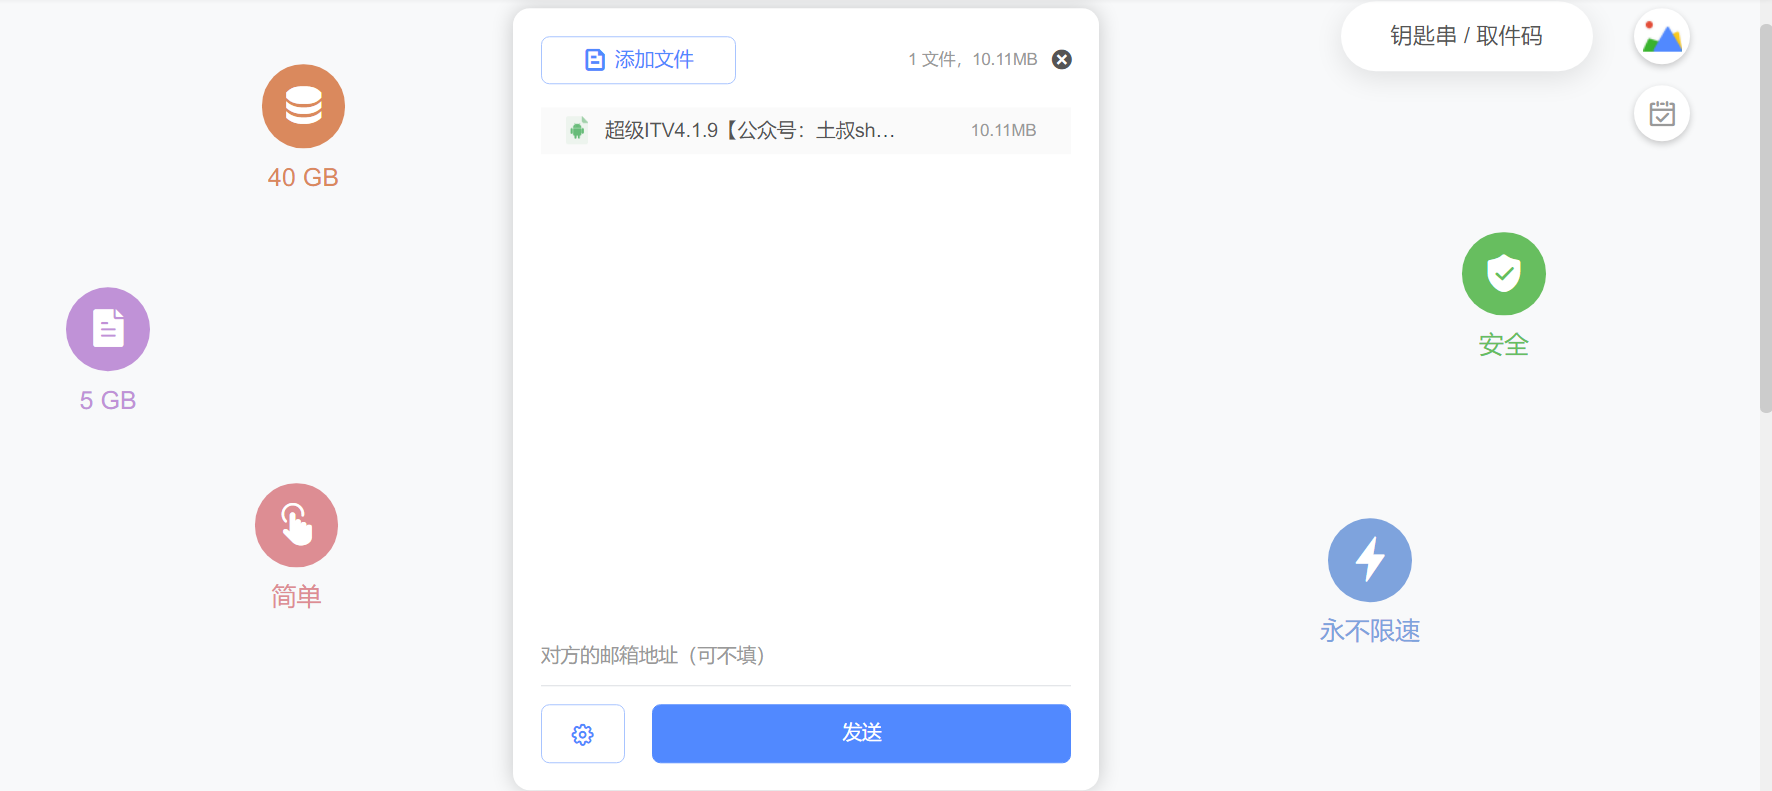 添加文件
1 文件，10.11MB
超级ITV4.1.9【公众号：土叔sh...
10.11MB
对方的邮箱地址（可不填）
发送
40 GB
5 GB
简单
钥匙串 / 取件码
安全
永不限速